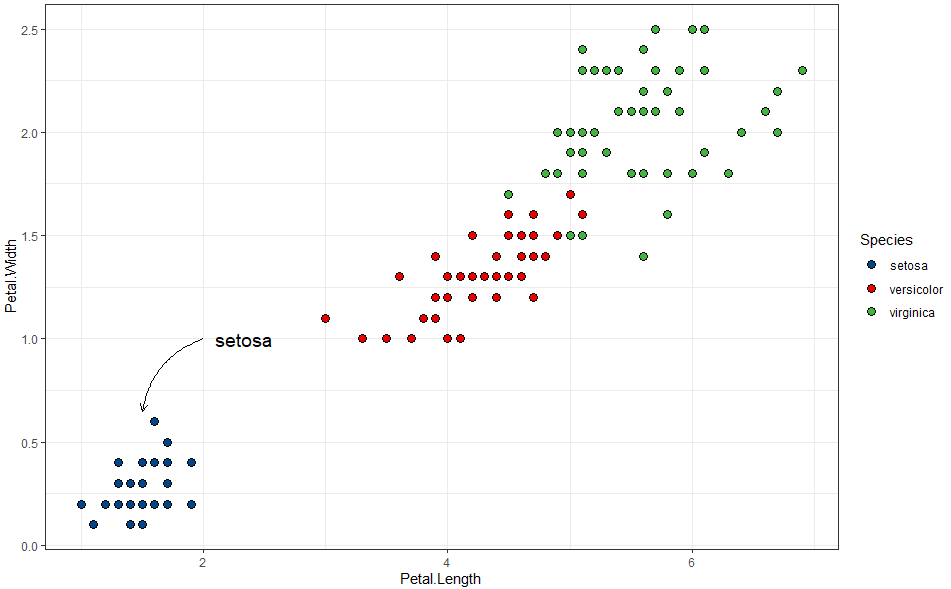 2.5
2.0
1.5
1.0
0.5
0.0
Petal.Width
setosa
2
4
6
Petal.Length
Species
setosa
versicolor
virginica